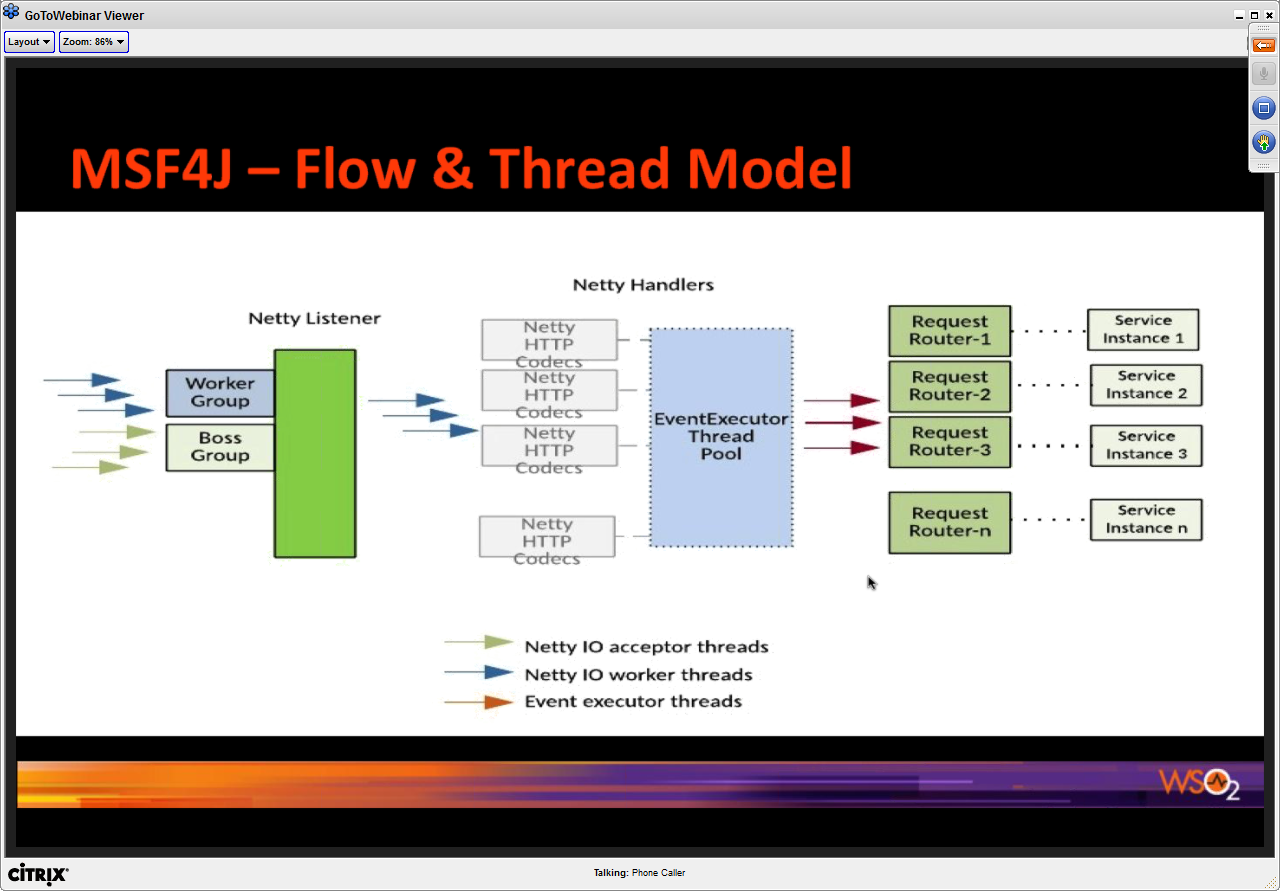 GoToWebinar Viewer
Layout
Zoom: 86%
MSF4J – Flow & Thread Model
Netty Handlers
Netty Listener
Worker
Group
Boss
Group
Netty
HTTP
Codecs
Netty
HTTP
Codecs
Netty
HTTP
Codecs
Netty
HTTP
Codecs
EventExecutor
Thread
Pool
Request
Router-1
Request
Router-2
Request
Router-3
Request
Router-n
Service
Instance 1
Service
Instance 2
Service
Instance 3
Service
Instance n
Netty IO acceptor threads
Netty IO worker threads
Event executor threads
WSO2
CITRIX®
Talking: Phone Caller